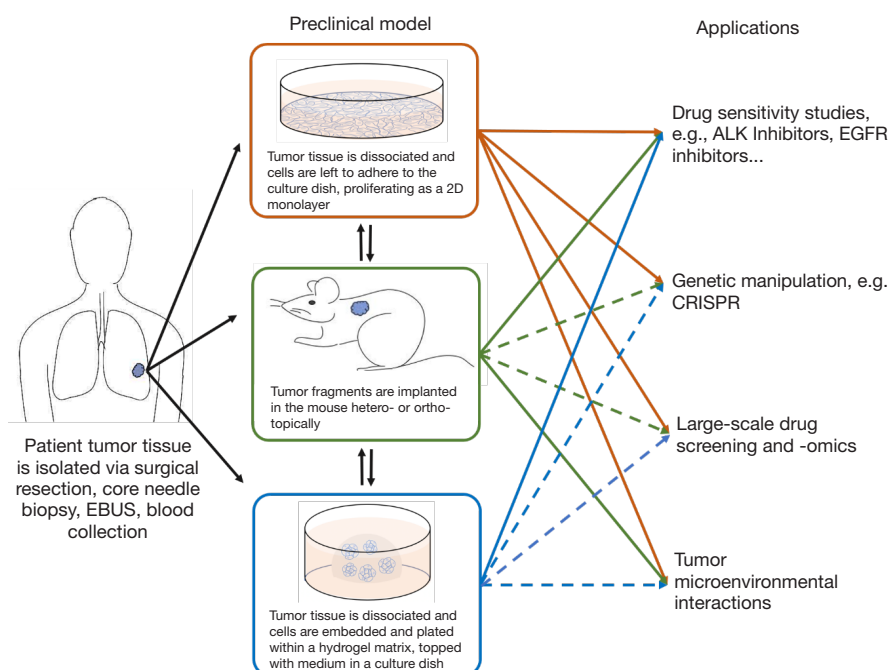 Preclinical model
Applications
Tumor tissue is dissociated and
cells are left to adhere to the
culture dish, proliferating as a 2D
monolayer
Drug sensitivity studies,
e.g., ALK Inhibitors, EGFR
inhibitors...
Genetic manipulation, e.g.
CRISPR
Tumor fragments are implanted
in the mouse hetero- or ortho-
topically
Large-scale drug
screening and -omics
Patient tumor tissue
is isolated via surgical
resection, core needle
biopsy, EBUS, blood
collection
Tumor
microenvironmental
interactions
Tumor tissue is dissociated and
cells are embedded and plated
within a hydrogel matrix, topped
with medium in a culture dish